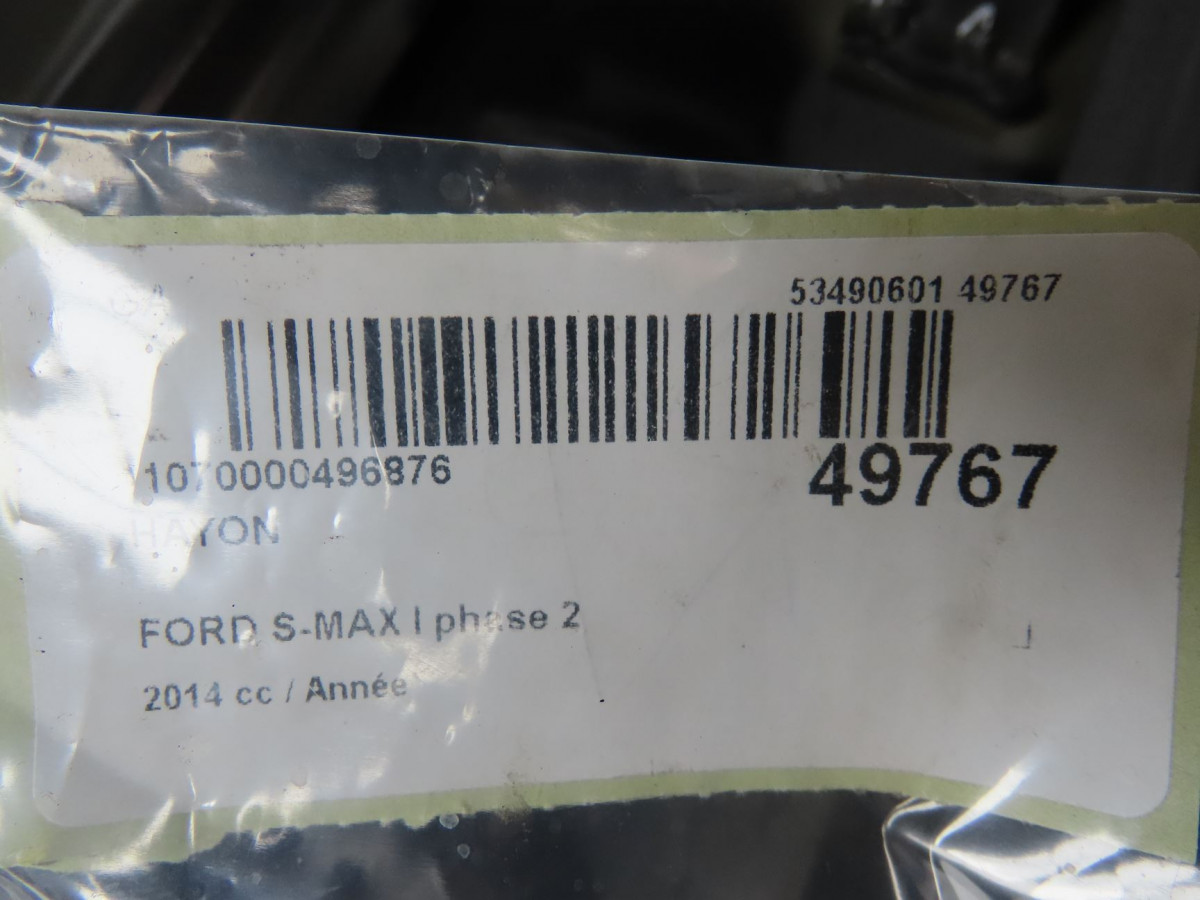 53490601 49767
1070000496876
49767
HAYON
FORD S-MAX I phase 2
2014 cc / Année